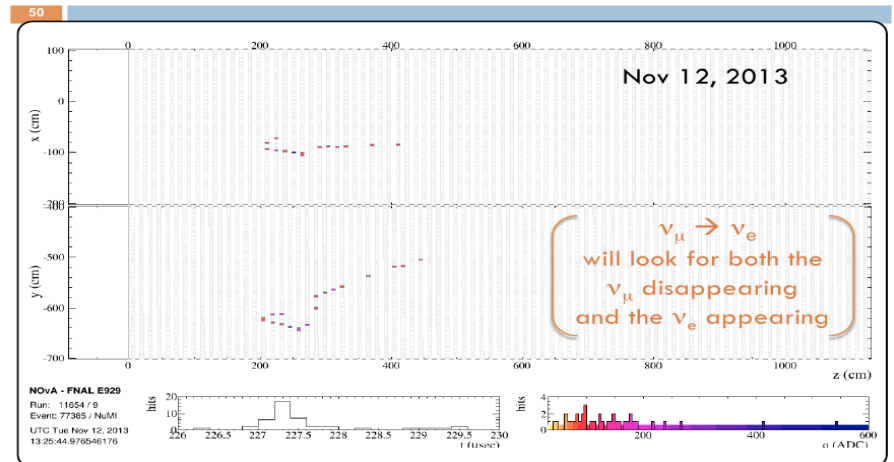 50
0 200 400 600 800 1000
100
0
-100
-200
x (cm)
Nov 12, 2013
-500
-600
-700
y (cm)
νμ → νe
will look for both the
νμ disappearing
and the νe appearing
0 200 400 600 800 1000
z (cm)
NOνA - FNAL E929
Run: 11654 / 9
Event: 77365 / NuMI
UTC Tue Nov 12, 2013
13:25:44.976546176
hits
20
10
0
226 226.5 227 227.5 228 228.5 229 229.5 230
t (μsec)
hits
4
2
200 400 600
q (ADC)